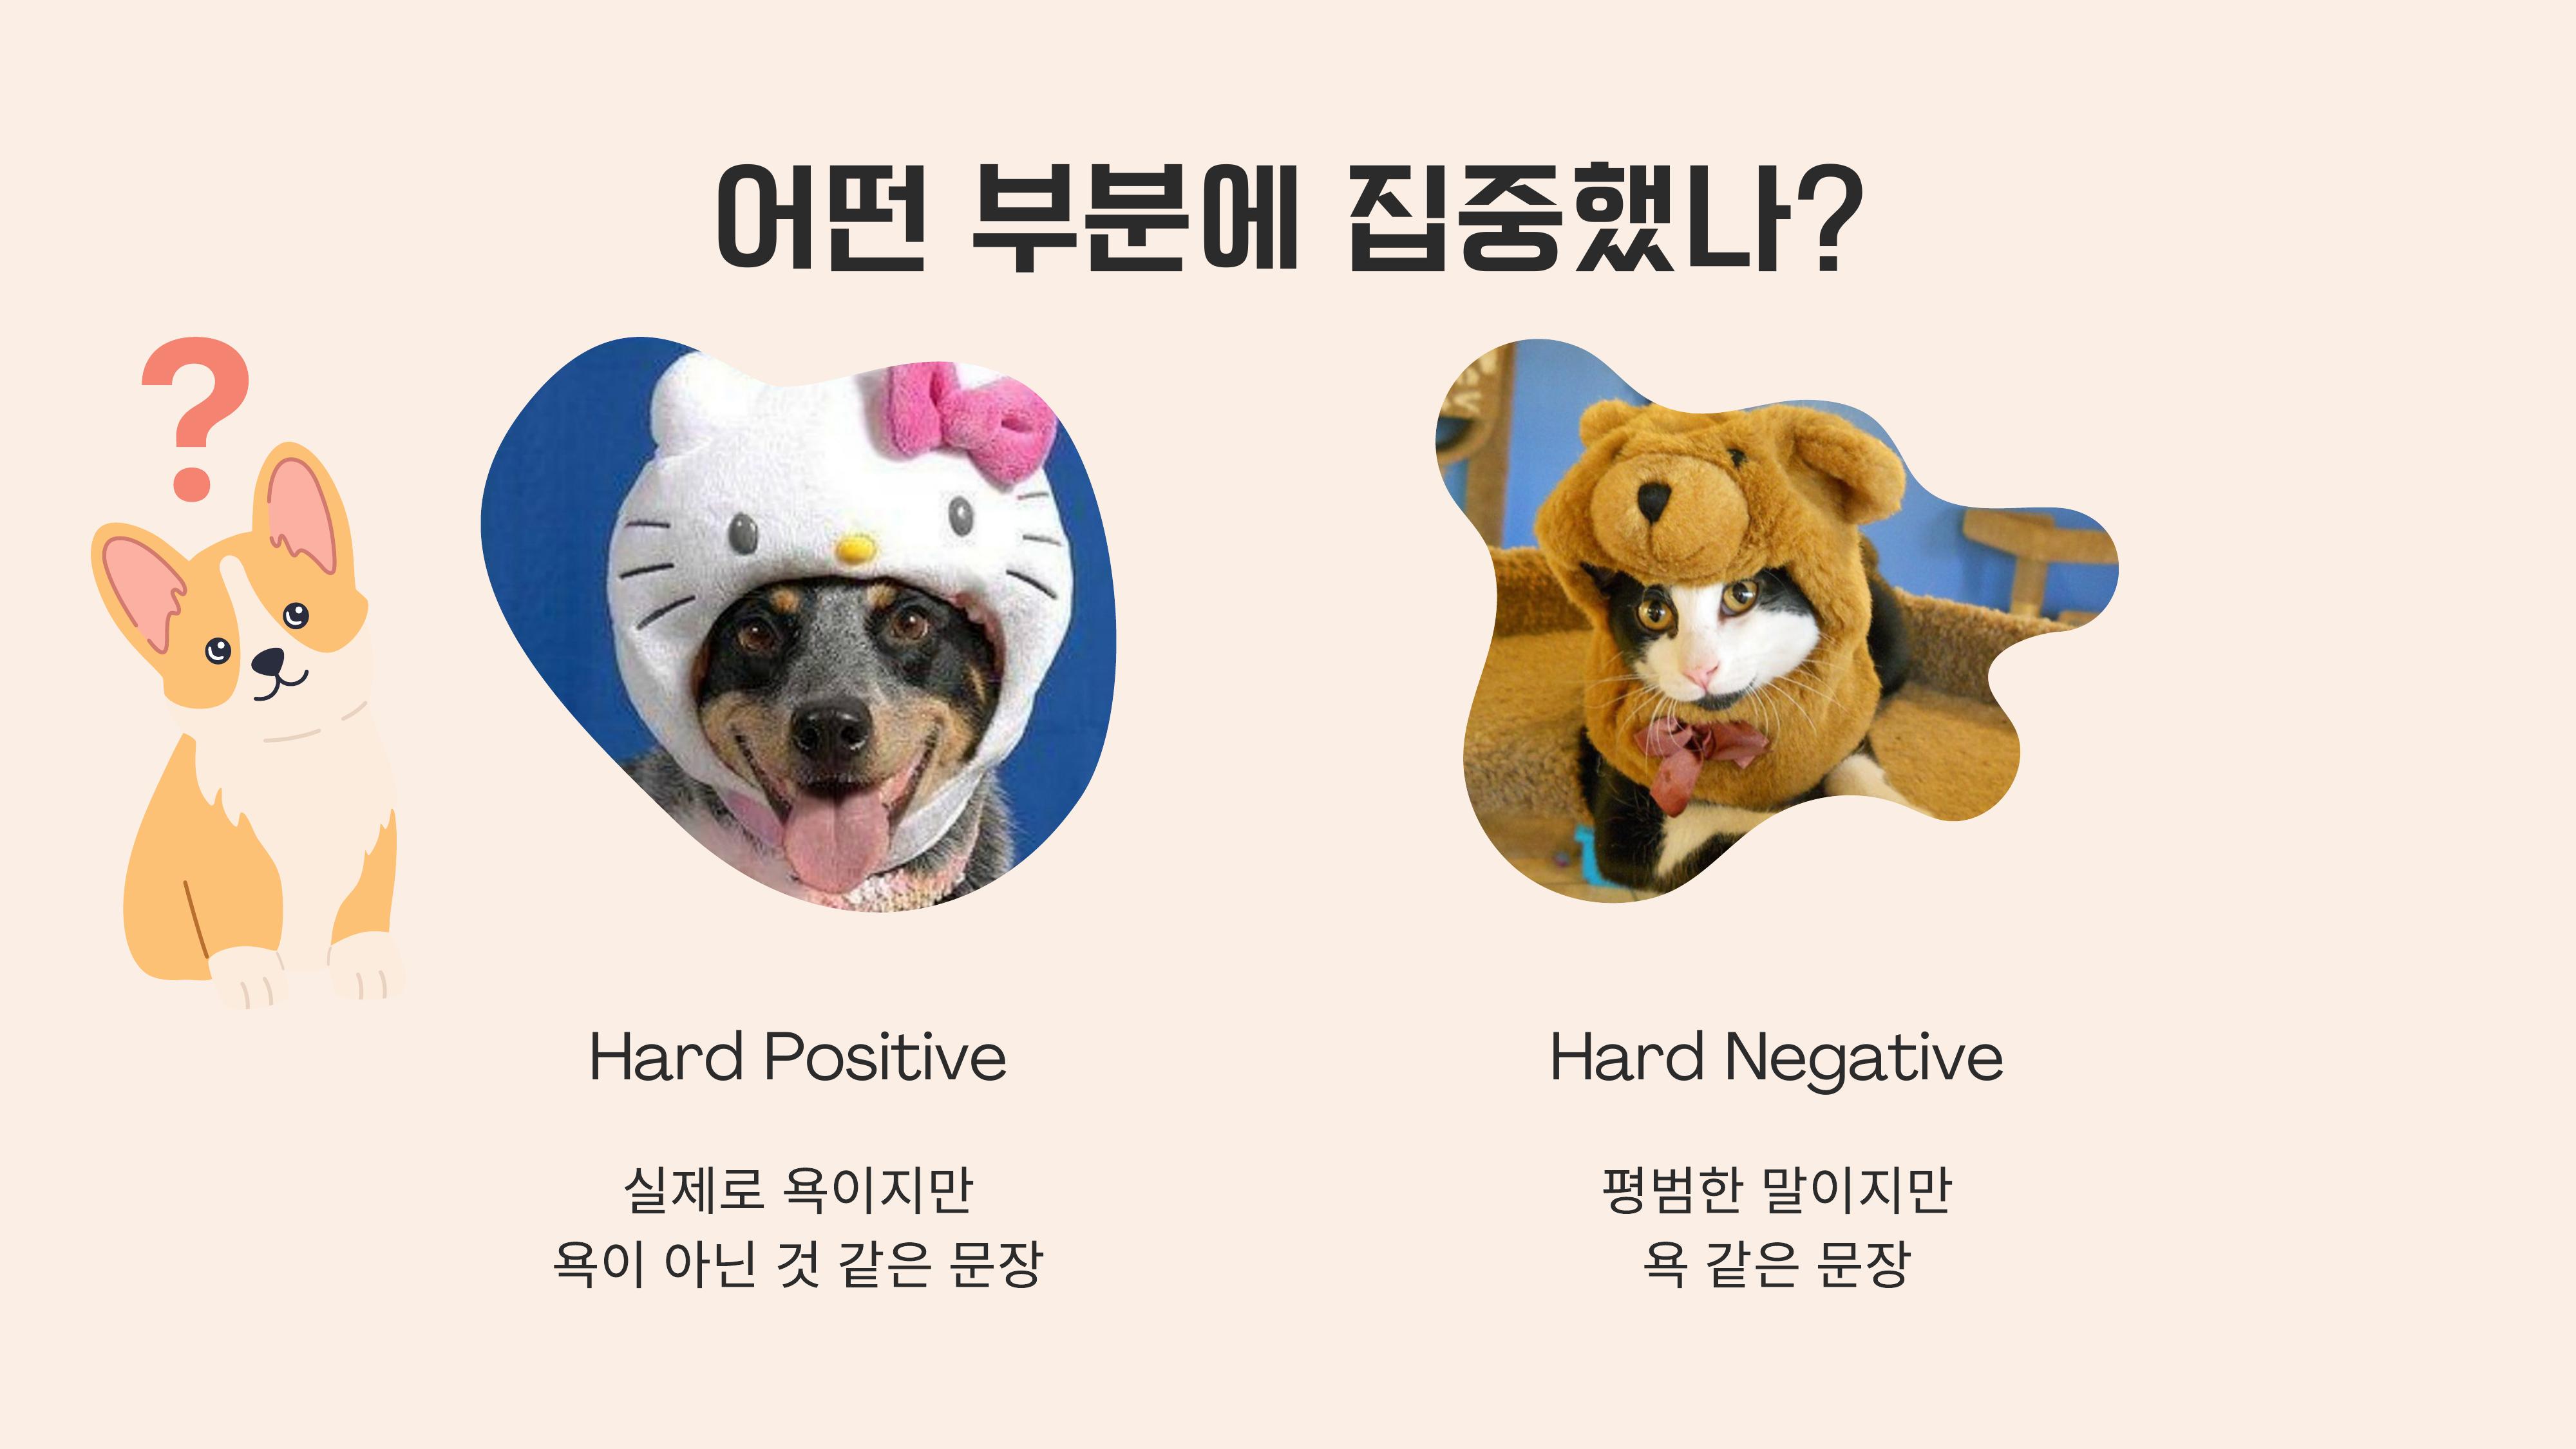 어떤 부분에 집중했나?
?
Hard Positive
실제로 욕이지만
욕이 아닌 것 같은 문장
Hard Negative
평범한 말이지만
욕 같은 문장